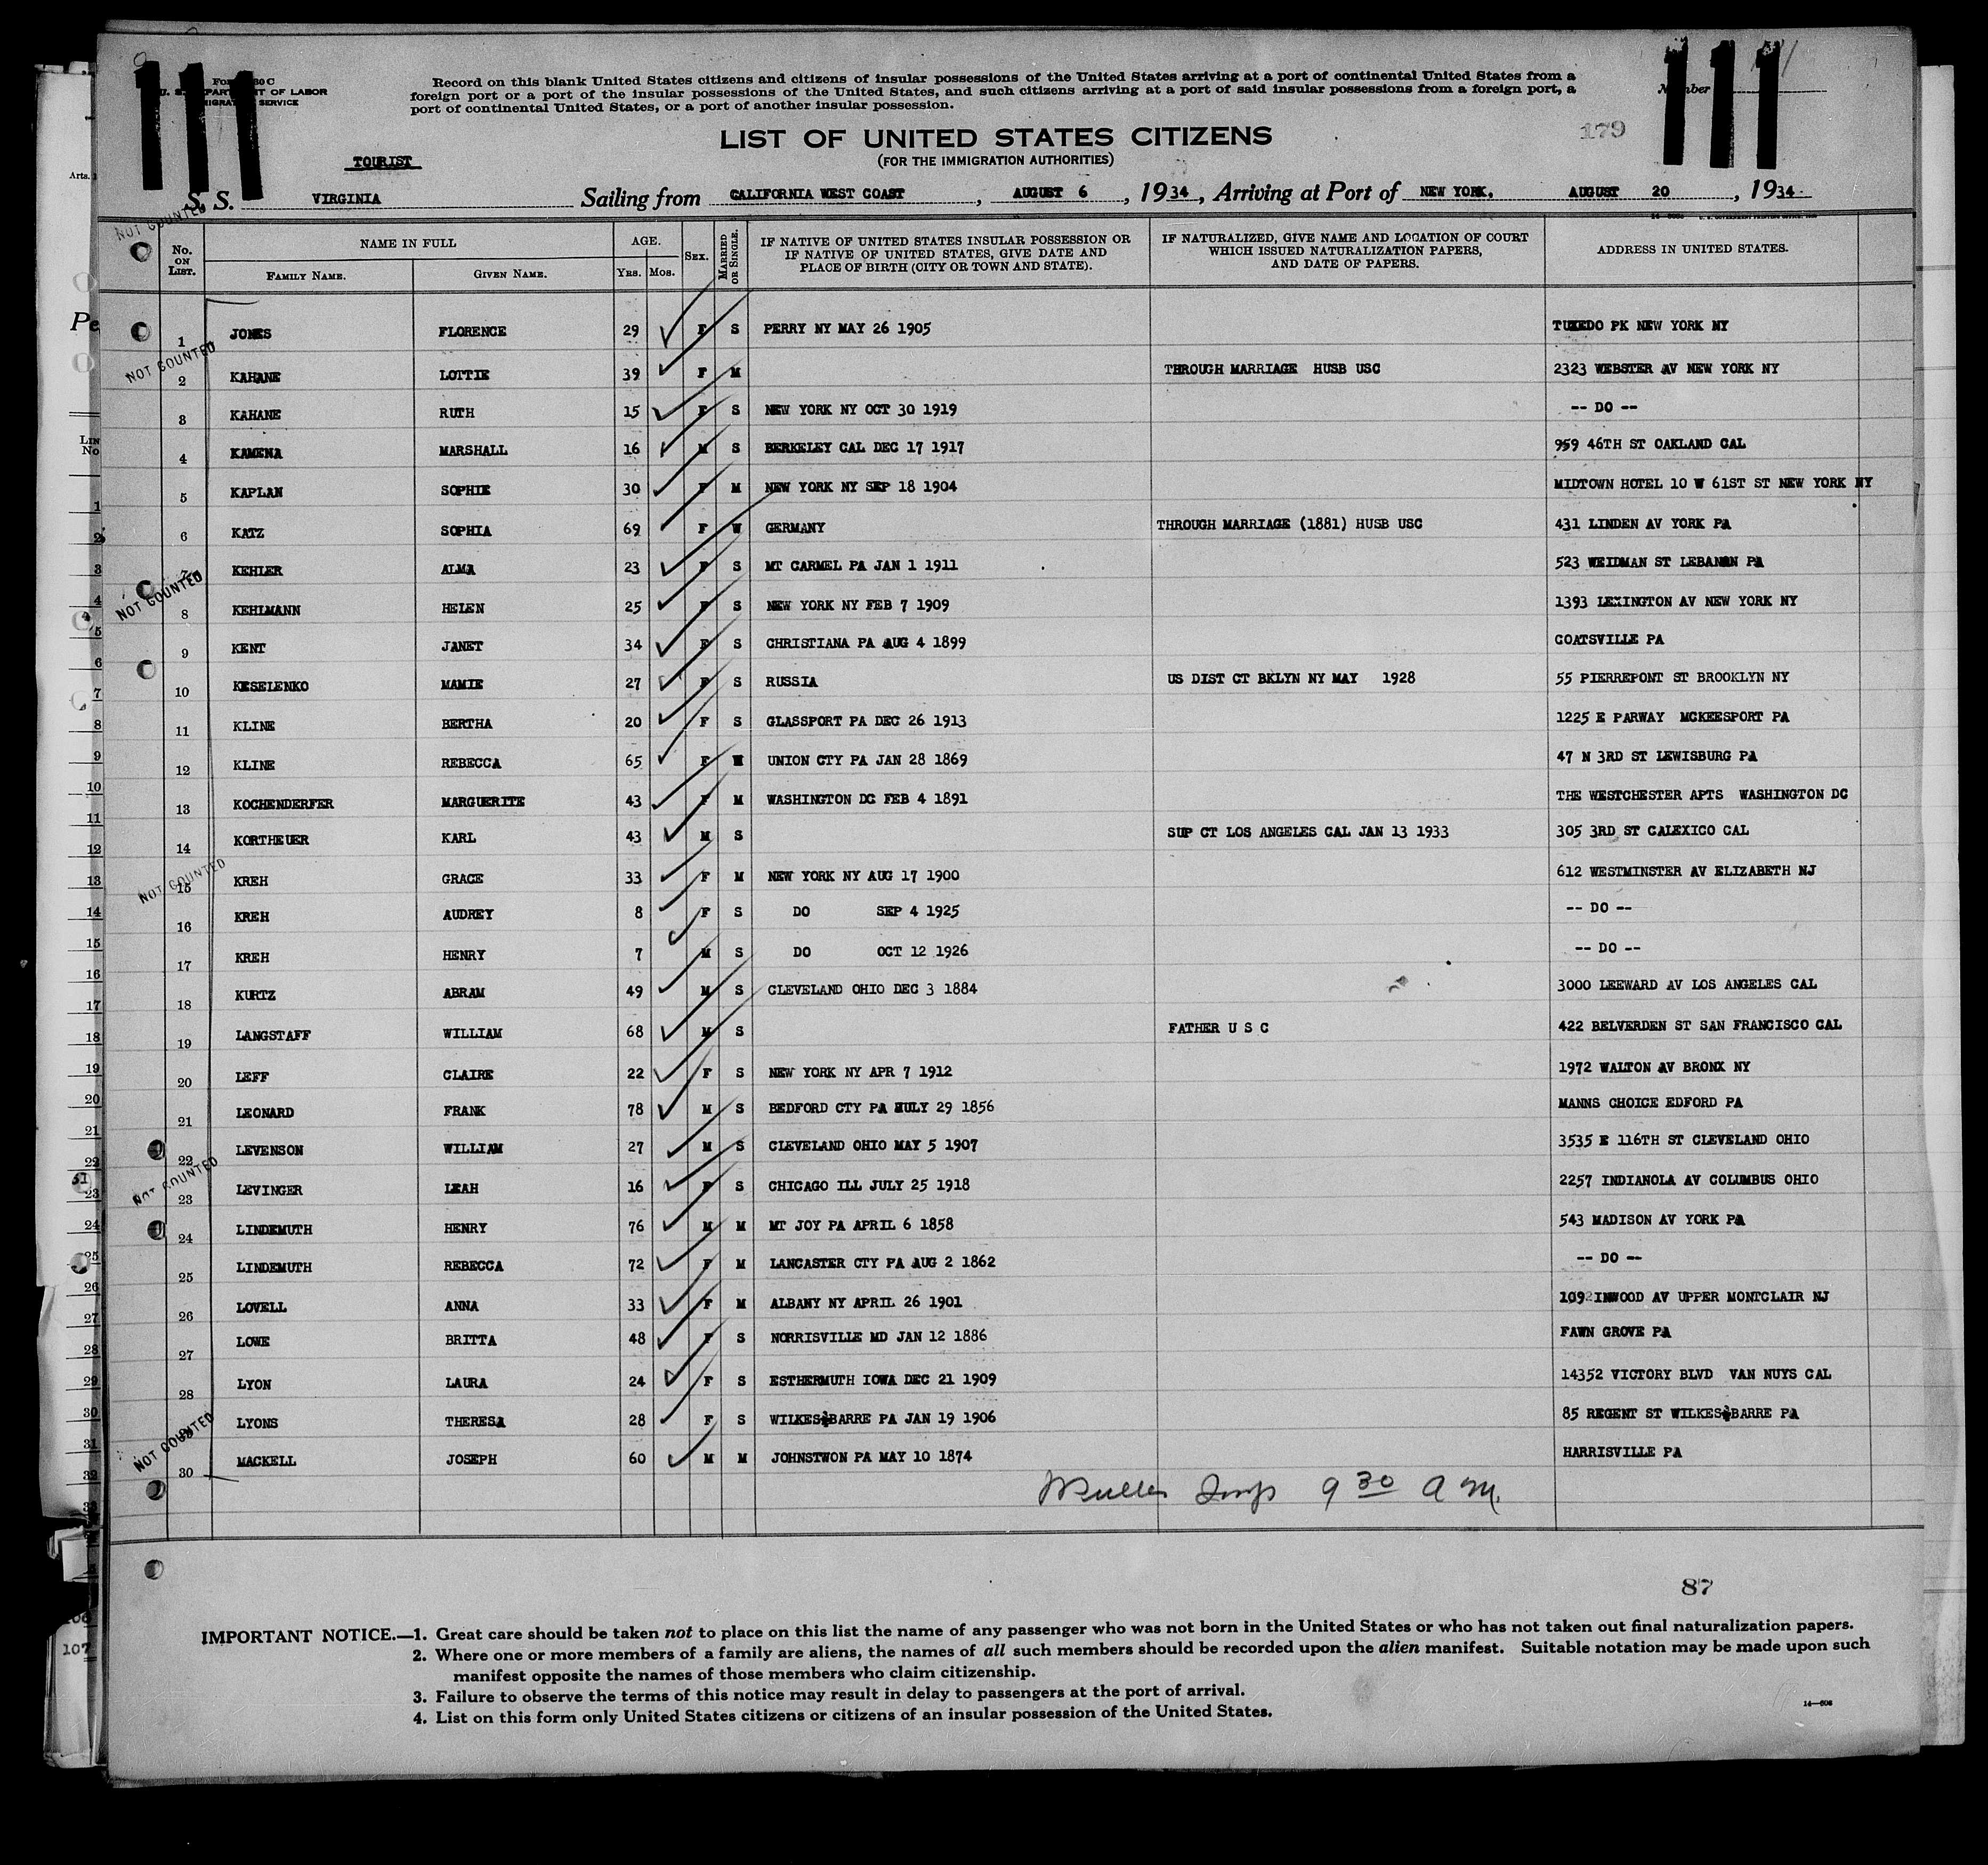 U. S. DEPARTMENT OF LABOR
IMMIGRATION SERVICE
Record on this blank United States citizens and citizens of insular possessions of the United States arriving at a port of continental United States from a
foreign port or a port of the insular possessions of the United States, and such citizens arriving at a port of said insular possessions from a foreign port, a
port of continental United States, or a port of another insular possession.
Number
111
111
179
LIST OF UNITED STATES CITIZENS
(FOR THE IMMIGRATION AUTHORITIES)
TOURIST
S. S. VIRGINIA Sailing from CALIFORNIA WEST COAST, AUGUST 6, 1934, Arriving at Port of NEW YORK, AUGUST 20, 1934
No. ON LIST. NAME IN FULL FAMILY NAME. GIVEN NAME. AGE. YRS. MOS. SEX. MARRIED OR SINGLE. IF NATIVE OF UNITED STATES INSULAR POSSESSION OR IF NATIVE OF UNITED STATES, GIVE DATE AND PLACE OF BIRTH (CITY OR TOWN AND STATE). IF NATURALIZED, GIVE NAME AND LOCATION OF COURT WHICH ISSUED NATURALIZATION PAPERS, AND DATE OF PAPERS. ADDRESS IN UNITED STATES.
NOT COUNTED
1 JONES FLORENCE 29 F S PERRY NY MAY 26 1905 TUXEDO PK NEW YORK NY
NOT COUNTED
2 KAHANE LOTTIE 39 F M THROUGH MARRIAGE HUSB USC 2323 WEBSTER AV NEW YORK NY
3 KAHANE RUTH 15 F S NEW YORK NY OCT 30 1919 -- DO --
4 KAMENA MARSHALL 16 M S BERKELEY CAL DEC 17 1917 959 46TH ST OAKLAND CAL
5 KAPLAN SOPHIE 30 F M NEW YORK NY SEP 18 1904 MIDTOWN HOTEL 10 W 61ST ST NEW YORK NY
6 KATZ SOPHIA 69 F W GERMANY THROUGH MARRIAGE (1881) HUSB USC 431 LINDEN AV YORK PA
7 KEHLER ALMA 23 F S MT CARMEL PA JAN 1 1911 523 WEIDMAN ST LEBANON PA
NOT COUNTED
8 KEHLMANN HELEN 25 F S NEW YORK NY FEB 7 1909 1393 LEXINGTON AV NEW YORK NY
9 KENT JANET 34 F S CHRISTIANA PA AUG 4 1899 COATSVILLE PA
10 KESELENKO MAMIE 27 F S RUSSIA US DIST CT BKLYN NY MAY 1928 55 PIERREPONT ST BROOKLYN NY
11 KLINE BERTHA 20 F S GLASSPORT PA DEC 26 1913 1225 E PARWAY MCKEESPORT PA
12 KLINE REBECCA 65 F W UNION CTY PA JAN 28 1869 47 N 3RD ST LEWISBURG PA
13 KOCHENDERFER MARGUERITE 43 F M WASHINGTON DC FEB 4 1891 THE WESTCHESTER APTS WASHINGTON DC
14 KORTHEUER KARL 43 M S SUP CT LOS ANGELES CAL JAN 13 1933 305 3RD ST CALEXICO CAL
NOT COUNTED
15 KREH GRACE 33 F M NEW YORK NY AUG 17 1900 612 WESTMINSTER AV ELIZABETH NJ
16 KREH AUDREY 8 F S DO SEP 4 1925 -- DO --
17 KREH HENRY 7 M S DO OCT 12 1926 -- DO --
18 KURTZ ABRAM 49 M S CLEVELAND OHIO DEC 3 1884 3000 LEEWARD AV LOS ANGELES CAL
19 LANGSTAFF WILLIAM 68 M S FATHER U S C 422 BELVERDEN ST SAN FRANCISCO CAL
20 LEFF CLAIRE 22 F S NEW YORK NY APR 7 1912 1972 WALTON AV BRONX NY
21 LEONARD FRANK 78 M S BEDFORD CTY PA HULY 29 1856 MANNS CHOICE EDFORD PA
22 LEVENSON WILLIAM 27 M S CLEVELAND OHIO MAY 5 1907 3535 E 116TH ST CLEVELAND OHIO
NOT COUNTED
23 LEVINGER LEAH 16 F S CHICAGO ILL JULY 25 1918 2257 INDIANOLA AV COLUMBUS OHIO
24 LINDEMUTH HENRY 76 M M MT JOY PA APRIL 6 1858 543 MADISON AV YORK PA
25 LINDEMUTH REBECCA 72 F M LANCASTER CTY PA AUG 2 1862 -- DO --
26 LOVELL ANNA 33 F M ALBANY NY APRIL 26 1901 109 INWOOD AV UPPER MONTCLAIR NJ
27 LOWE BRITTA 48 F S NORRISVILLE MD JAN 12 1886 FAWN GROVE PA
28 LYON LAURA 24 F S ESTHERMUTH IOWA DEC 21 1909 14352 VICTORY BLVD VAN NUYS CAL
29 LYONS THERESA 28 F S WILKES-BARRE PA JAN 19 1906 85 REGENT ST WILKES-BARRE PA
NOT COUNTED
30 MACKELL JOSEPH 60 M M JOHNSTWON PA MAY 10 1874 HARRISVILLE PA
9 30 A M.
87
IMPORTANT NOTICE.—1. Great care should be taken not to place on this list the name of any passenger who was not born in the United States or who has not taken out final naturalization papers.
2. Where one or more members of a family are aliens, the names of all such members should be recorded upon the alien manifest. Suitable notation may be made upon such
manifest opposite the names of those members who claim citizenship.
3. Failure to observe the terms of this notice may result in delay to passengers at the port of arrival.
4. List on this form only United States citizens or citizens of an insular possession of the United States.